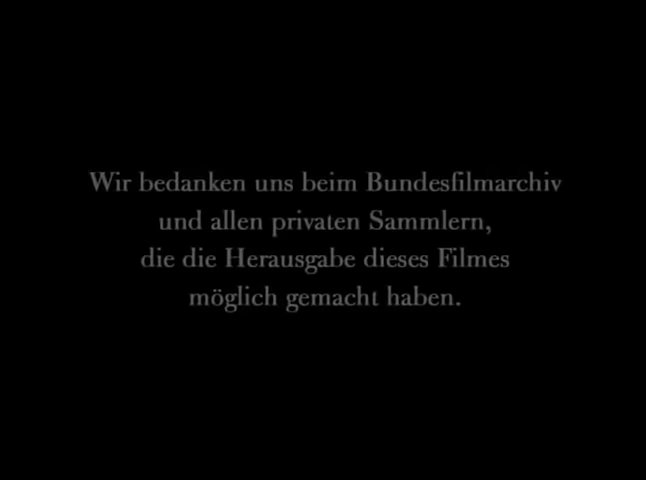 Wir bedanken uns beim Bundesfilmarchiv
und allen privaten Sammlern,
die die Herausgabe dieses Filmes
möglich gemacht haben.